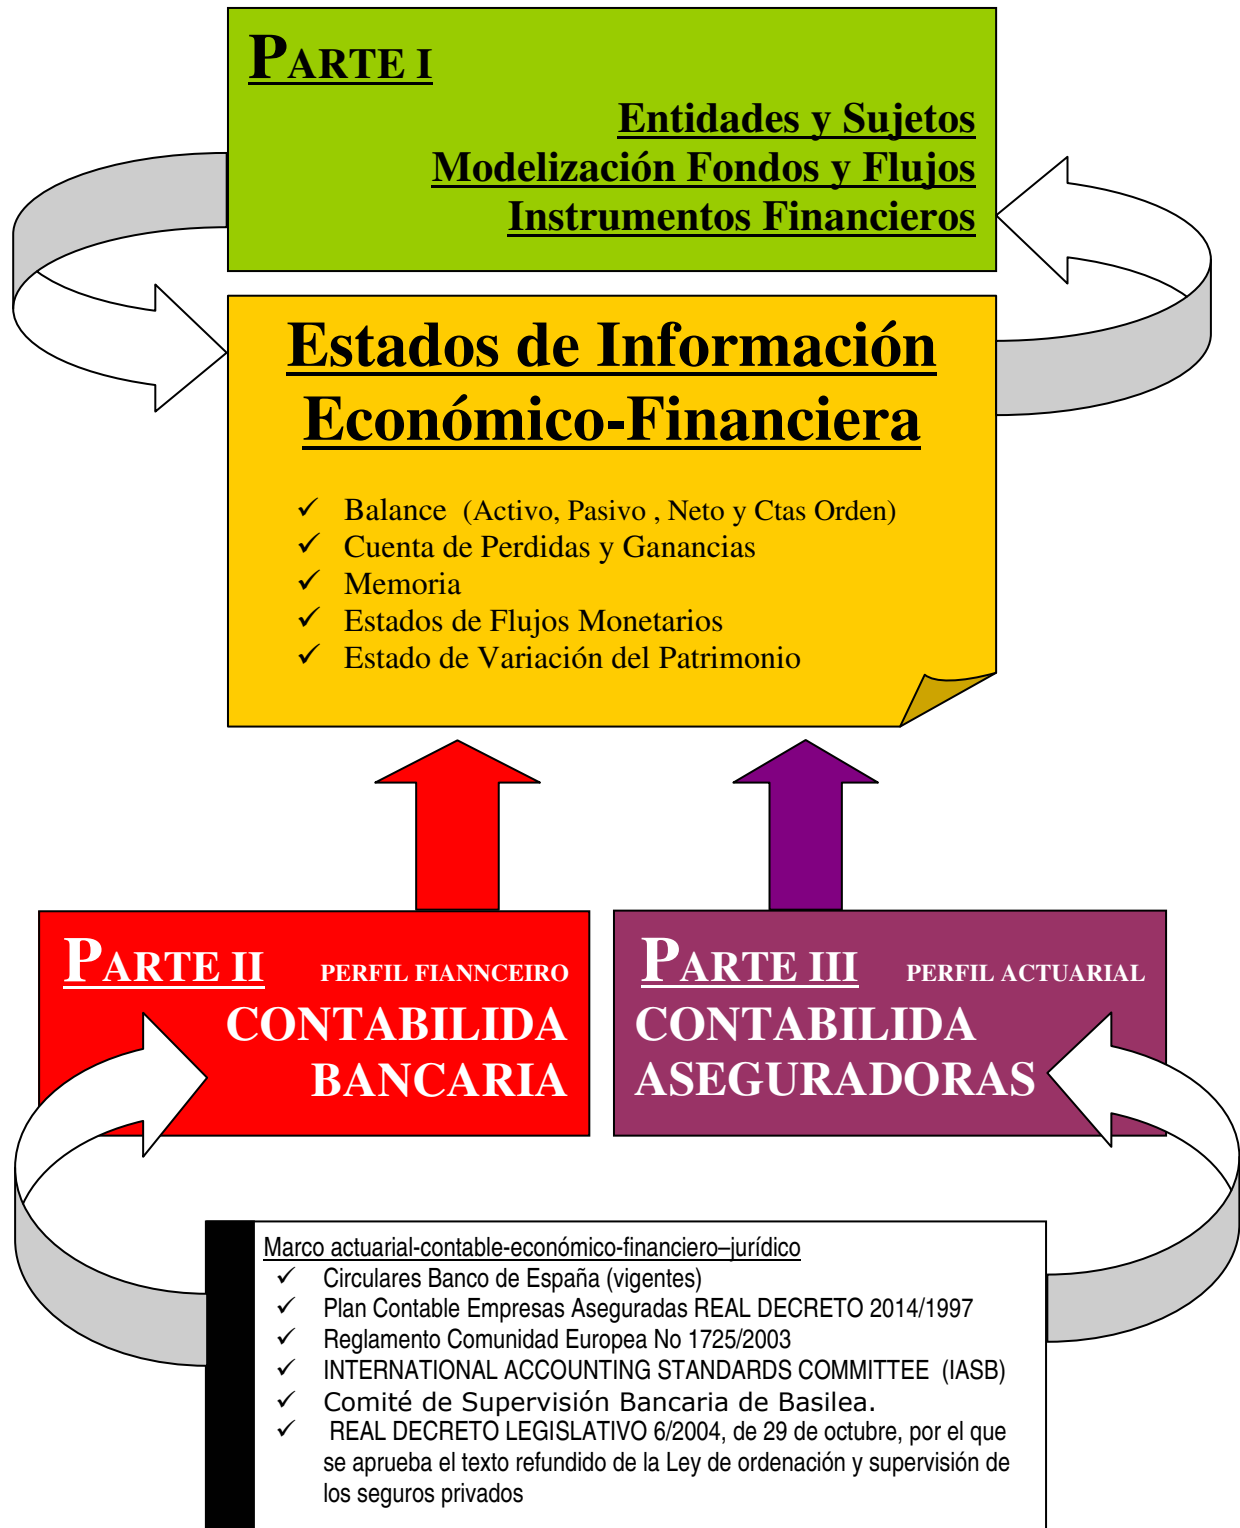 PARTE I
Entidades y Sujetos
Modelización Fondos y Flujos
Instrumentos Financieros
Estados de Información
Económico-Financiera
✓ Balance (Activo, Pasivo , Neto y Ctas Orden)
✓ Cuenta de Perdidas y Ganancias
✓ Memoria
✓ Estados de Flujos Monetarios
✓ Estado de Variación del Patrimonio
PARTE II PERFIL FIANNCEIRO
CONTABILIDA
BANCARIA
PARTE III PERFIL ACTUARIAL
CONTABILIDA
ASEGURADORAS
Marco actuarial-contable-económico-financiero–jurídico
✓ Circulares Banco de España (vigentes)
✓ Plan Contable Empresas Aseguradas REAL DECRETO 2014/1997
✓ Reglamento Comunidad Europea No 1725/2003
✓ INTERNATIONAL ACCOUNTING STANDARDS COMMITTEE (IASB)
✓ Comité de Supervisión Bancaria de Basilea.
✓ REAL DECRETO LEGISLATIVO 6/2004, de 29 de octubre, por el que
se aprueba el texto refundido de la Ley de ordenación y supervisión de
los seguros privados